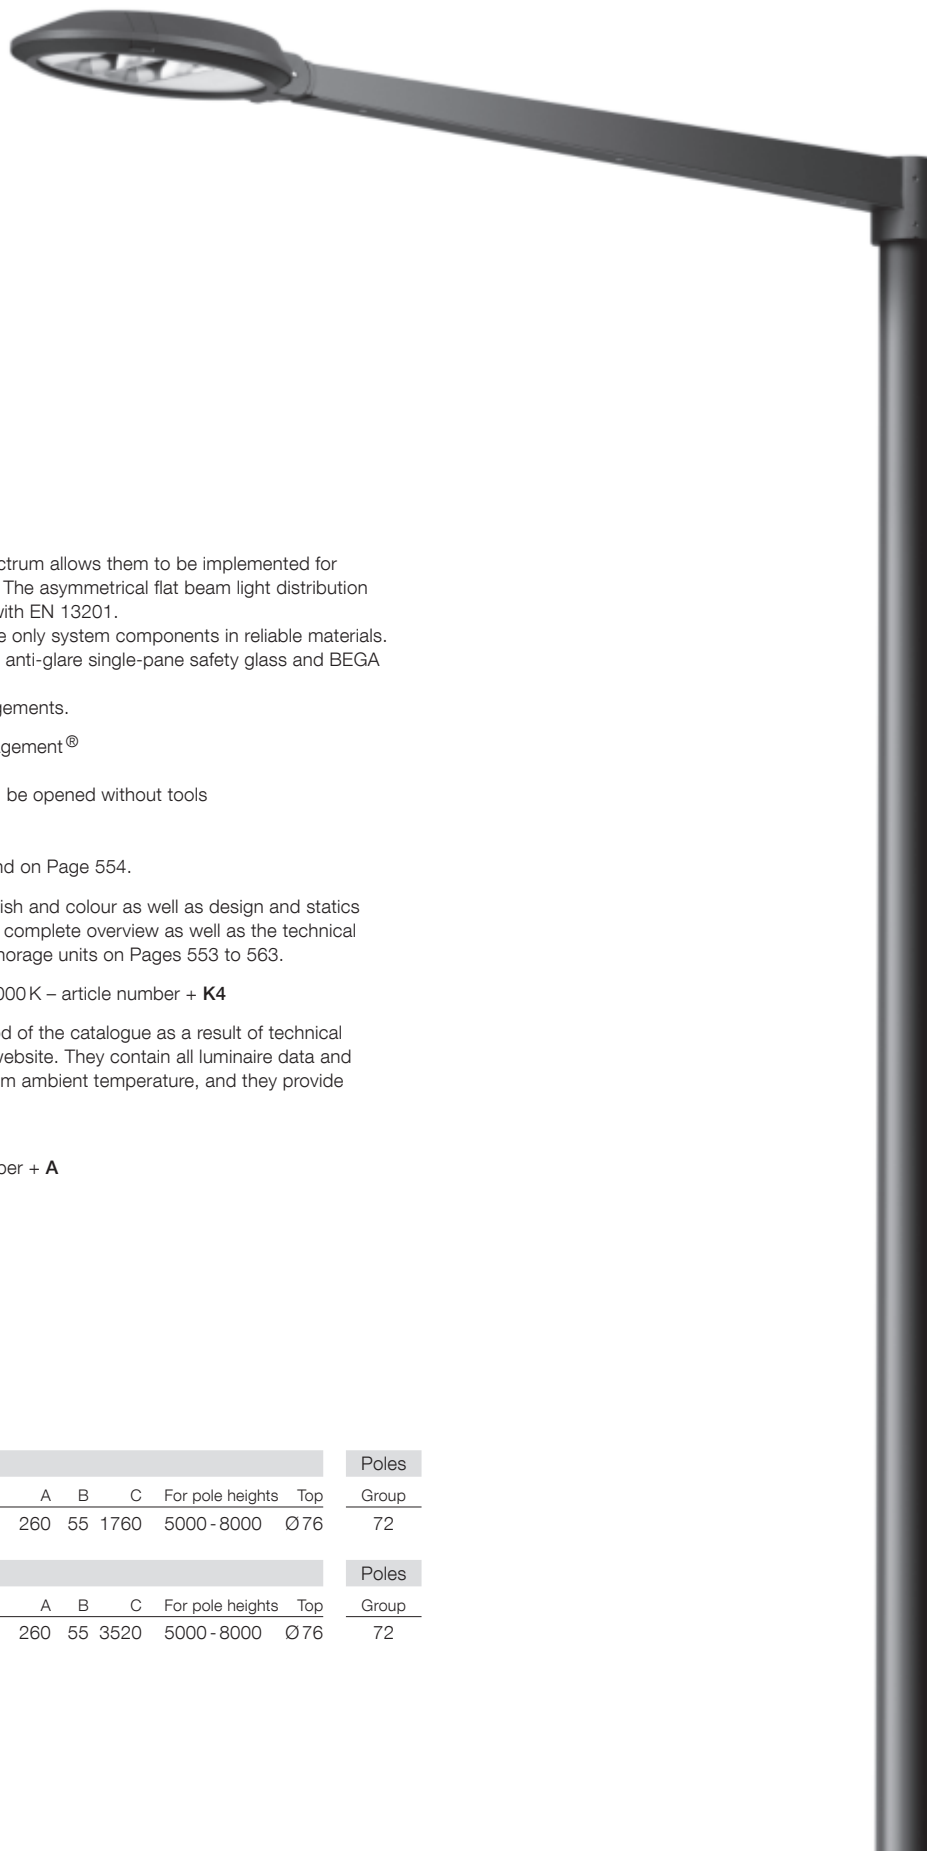 ctrum allows them to be implemented for
The asymmetrical flat beam light distribution
with EN 13201.
e only system components in reliable materials.
anti-glare single-pane safety glass and BEGA
gements.
agement®
be opened without tools
nd on Page 554.
ish and colour as well as design and statics
complete overview as well as the technical
horage units on Pages 553 to 563.
000 K – article number + K4
d of the catalogue as a result of technical
website. They contain all luminaire data and
m ambient temperature, and they provide
ber + A
Poles
A B C For pole heights Top Group
260 55 1760 5000 - 8000 Ø 76 72
Poles
A B C For pole heights Top Group
260 55 3520 5000 - 8000 Ø 76 72